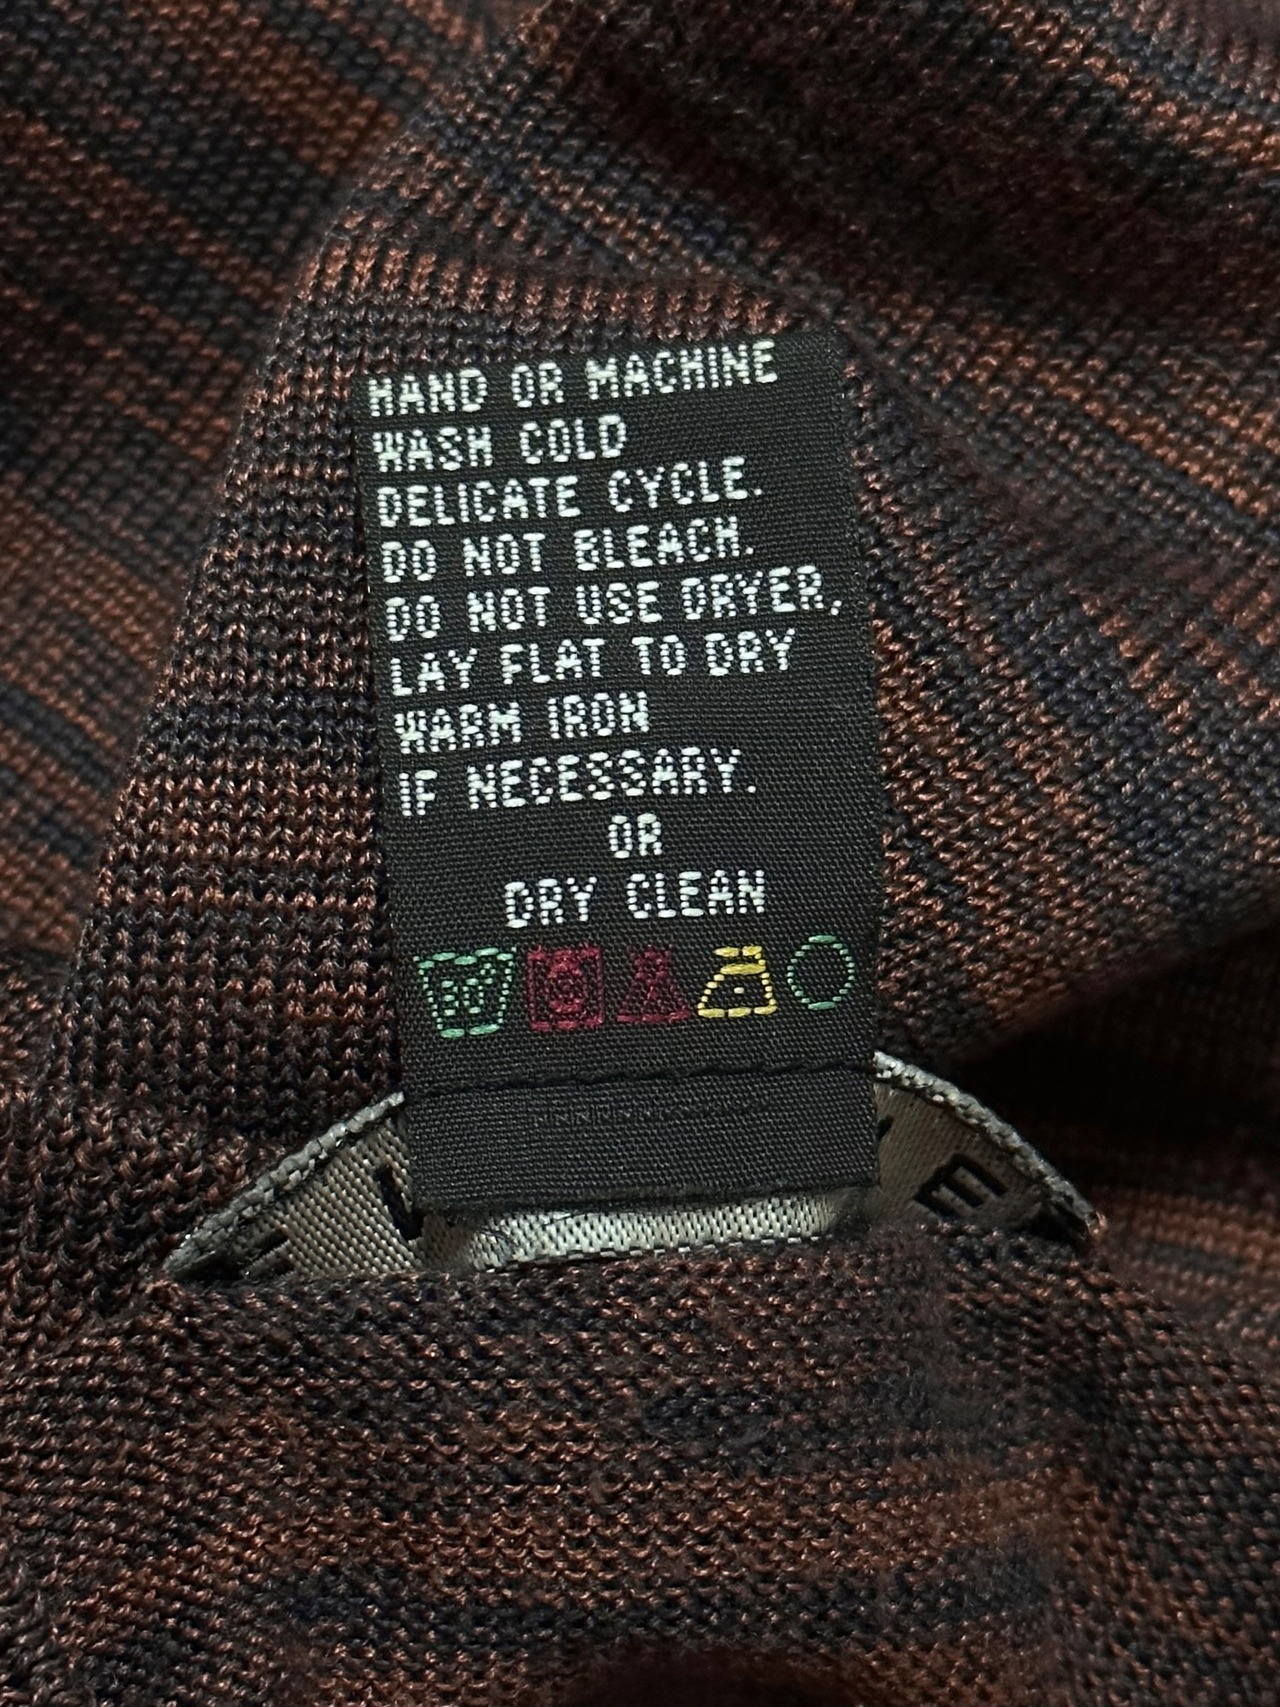 HAND OR MACHINE
WASH COLD
DELICATE CYCLE.
DO NOT BLEACH.
DO NOT USE DRYER,
LAY FLAT TO DRY
WARM IRON
IF NECESSARY.
OR
DRY CLEAN